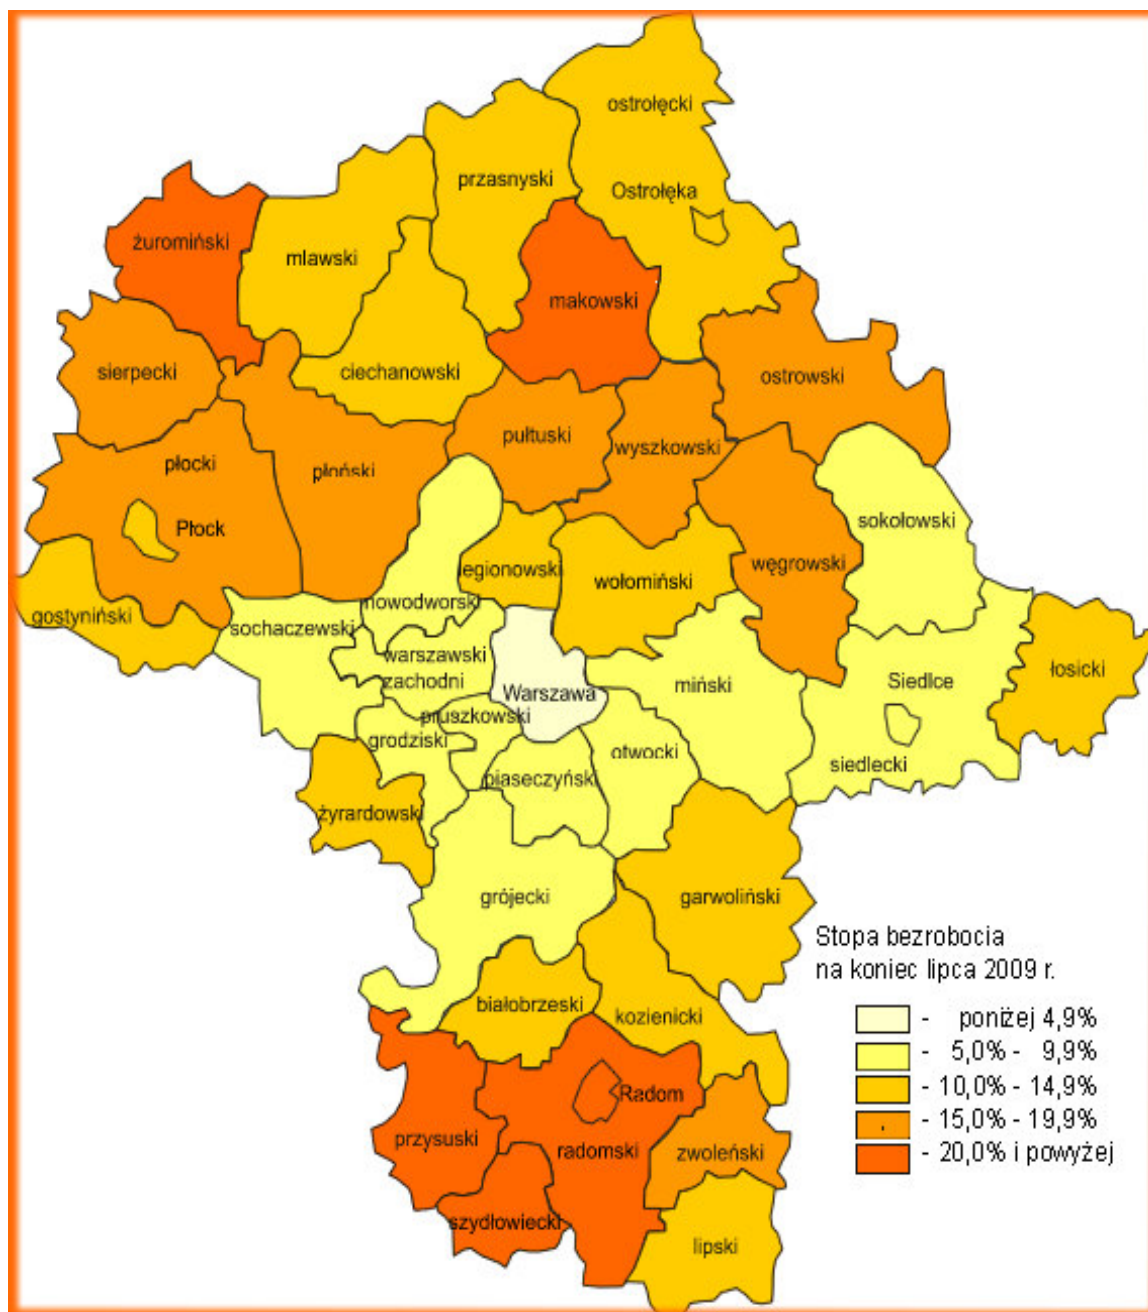 ostrołęcki
przasnyski
Ostrołęka
żuromiński
mlawski
makowski
sierpecki
ciechanowski
ostrowski
pułtuski
wyszkowski
płocki
płoński
sokołowski
Płock
legionowski
wołomiński
węgrowski
nowodworski
gostyniński
sochaczewski
warszawski
zachodni
łosicki
Siedlce
miński
Warszawa
pruszkowski
grodziski
otwocki
siedlecki
piaseczyński
żyrardowski
grójecki
garwoliński
Stopa bezrobocia
na koniec lipca 2009 r.
białobrzeski
kozienicki
- poniżej 4,9%
- 5,0% - 9,9%
- 10,0% - 14,9%
- 15,0% - 19,9%
- 20,0% i powyżej
Radom
przysuski
radomski
zwoleński
szydłowiecki
lipski